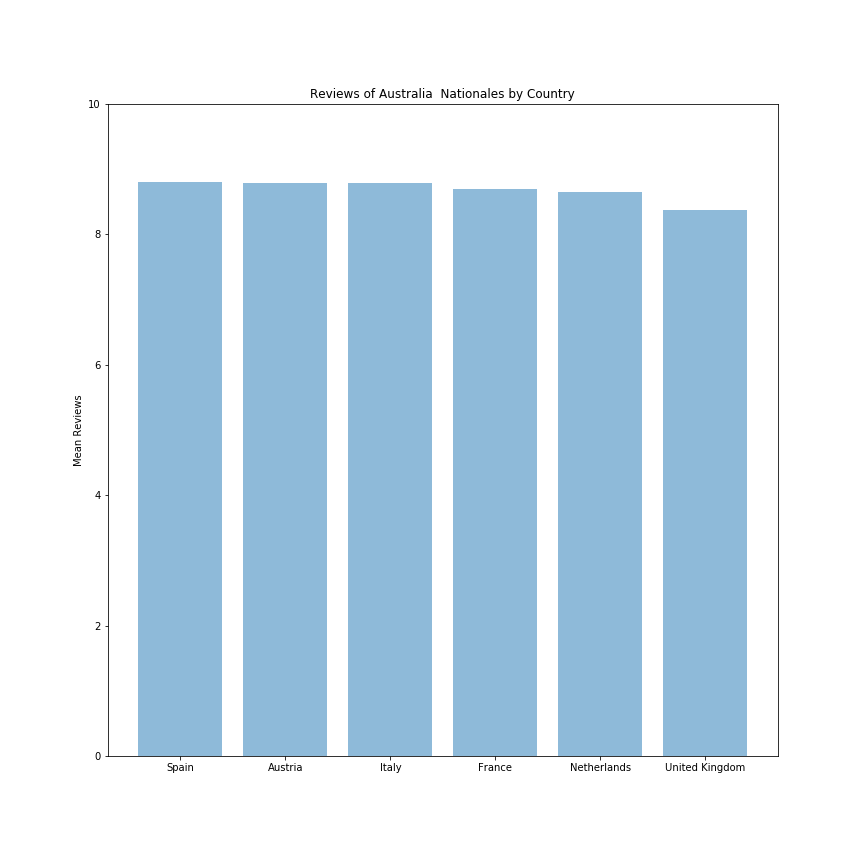 Reviews of Australia  Nationales by Country
Mean Reviews
10
8
6
4
2
0
Spain Austria Italy France Netherlands United Kingdom